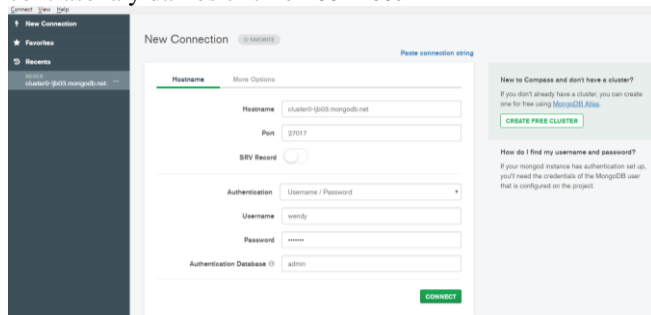 Connect View Help
New Connection
Favorites
Recents
NEVER
cluster0-ljb03.mongodb.net. ...
New Connection
FAVORITE
Paste connection string
Hostname
More Options
Hostname
cluster0-ljb03.mongodb.net
Port
27017
SRV Record
Authentication
Username / Password
Username
wendy
Password
•••••••
Authentication Database
admin
CONNECT
New to Compass and don't have a cluster?
If you don't already have a cluster, you can create
one for free using MongoDB Atlas.
CREATE FREE CLUSTER
How do I find my username and password?
If your mongod instance has authentication set up,
you'll need the credentials of the MongoDB user
that is configured on the project.